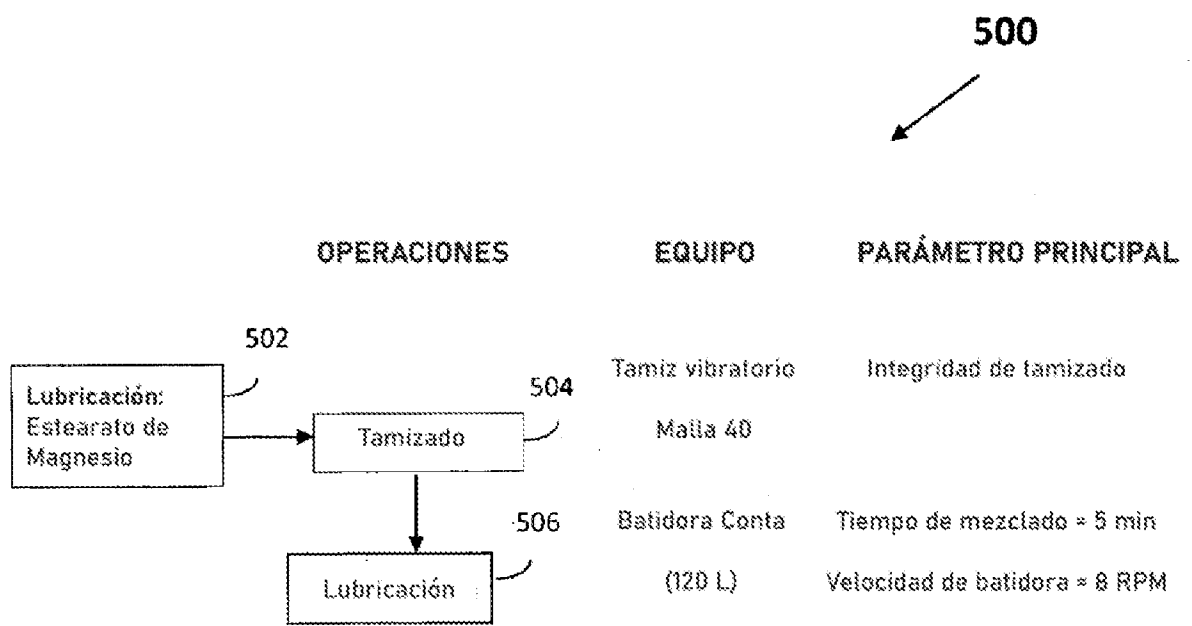 500
OPERACIONES EQUIPO PARÁMETRO PRINCIPAL
502
Lubricación:
Estearato de
Magnesio
504
Tamizado
Tamiz vibratorio Integridad de tamizado
Malla 40
506
Lubricación
Batidora Conta Tiempo de mezclado = 5 min
(120 L) Velocidad de batidora = 8 RPM